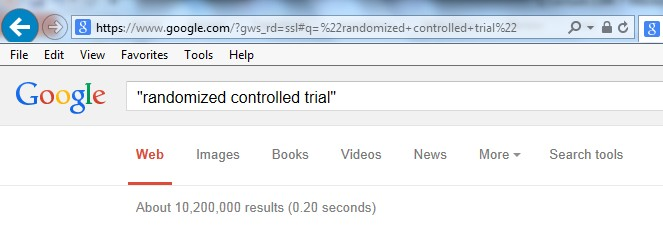 https://www.google.com/?gws_rd=ssl#q=%22randomized+controlled+trial%22
File Edit View Favorites Tools Help
Google "randomized controlled trial"
Web Images Books Videos News More Search tools
About 10,200,000 results (0.20 seconds)